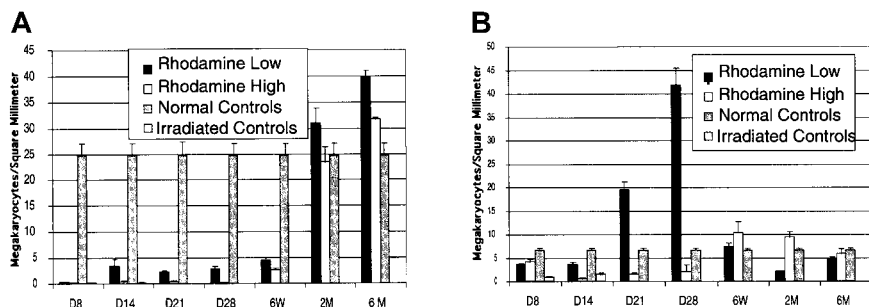 A
Megakaryocytes/Square Millimeter
45
40
35
30
25
20
15
10
5
0
Rhodamine Low
Rhodamine High
Normal Controls
Irradiated Controls
D8 D14 D21 D28 6W 2M 6 M
B
Megakaryocytes/Square Millimeter
50
45
40
35
30
25
20
15
10
5
0
Rhodamine Low
Rhodamine High
Normal Controls
Irradiated Controls
D8 D14 D21 D28 6W 2M 6M